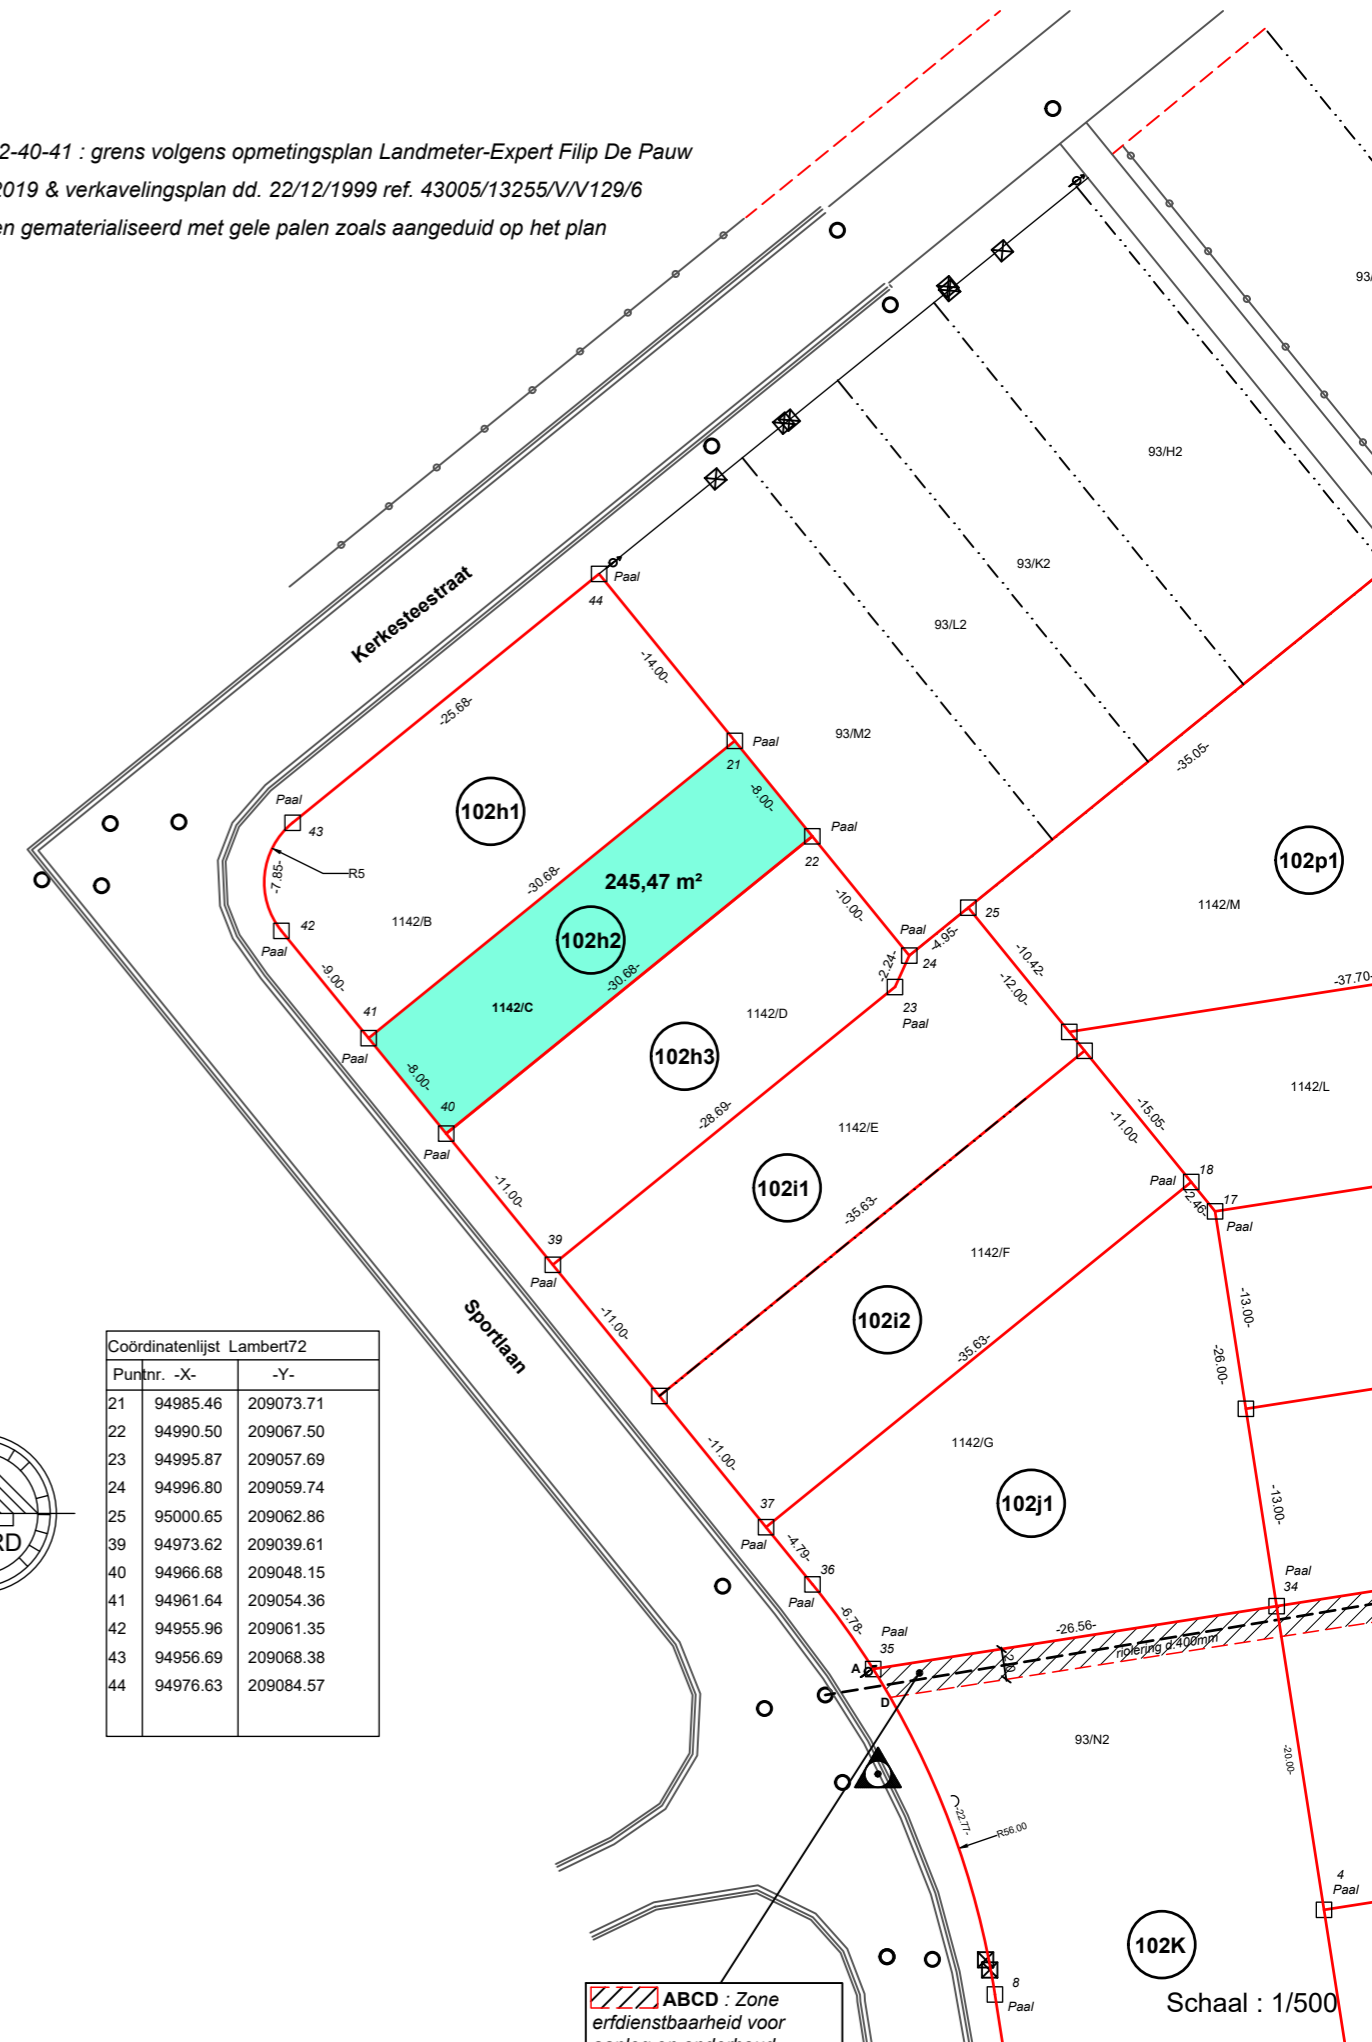 2-40-41 : grens volgens opmetingsplan Landmeter-Expert Filip De Pauw
2019 & verkavelingsplan dd. 22/12/1999 ref. 43005/13255/V/V129/6
en gematerialiseerd met gele palen zoals aangeduid op het plan
93/
93/H2
93/K2
93/L2
93/M2
Kerkesteestraat
Paal
44
-14.00-
-25.68-
Paal
21
-8.00-
-35.05-
Paal
43
102h1
R5
-7.85-
Paal
22
245,47 m²
-30.68-
102p1
1142/M
42
Paal
1142/B
-10.00-
25
102h2
-9.00-
-30.68-
Paal
24
-4.95-
-2.24-
-10.42-
-12.00-
-37.70-
1142/C
41
Paal
1142/D
23
Paal
102h3
-8.00-
40
Paal
-28.69-
1142/E
1142/L
-15.05-
-11.00-
-11.00-
102i1
18
Paal
-2.46-
17
Paal
39
Paal
-35.63-
1142/F
-11.00-
Sportlaan
102i2
-13.00-
-35.63-
-26.00-
Coördinatenlijst Lambert72
Puntnr. -X- -Y-
21 94985.46 209073.71
22 94990.50 209067.50
23 94995.87 209057.69
24 94996.80 209059.74
25 95000.65 209062.86
39 94973.62 209039.61
40 94966.68 209048.15
41 94961.64 209054.36
42 94955.96 209061.35
43 94956.69 209068.38
44 94976.63 209084.57
RD
-11.00-
1142/G
102j1
37
Paal
-13.00-
-4.79-
36
Paal
Paal
34
-6.78-
Paal
35
-26.56-
riolering d.400mm
A
D
93/N2
-20.00-
-22.77-
R56.00
4
Paal
102K
8
Paal
Schaal : 1/500
ABCD : Zone
erfdienstbaarheid voor